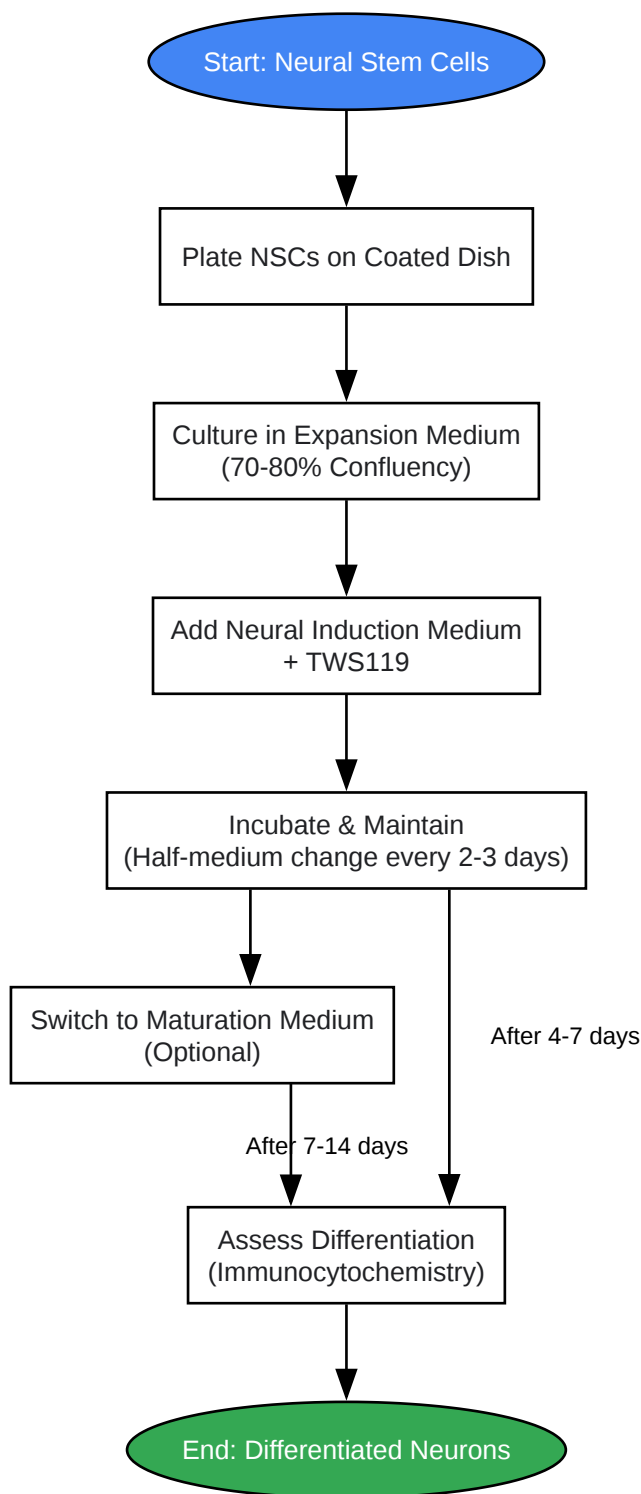 Start: Neural Stem Cells
Plate NSCs on Coated Dish
Culture in Expansion Medium
(70-80% Confluency)
Add Neural Induction Medium
+ TWS119
Incubate & Maintain
(Half-medium change every 2-3 days)
Switch to Maturation Medium
(Optional)
After 4-7 days
After 7-14 days
Assess Differentiation
(Immunocytochemistry)
End: Differentiated Neurons